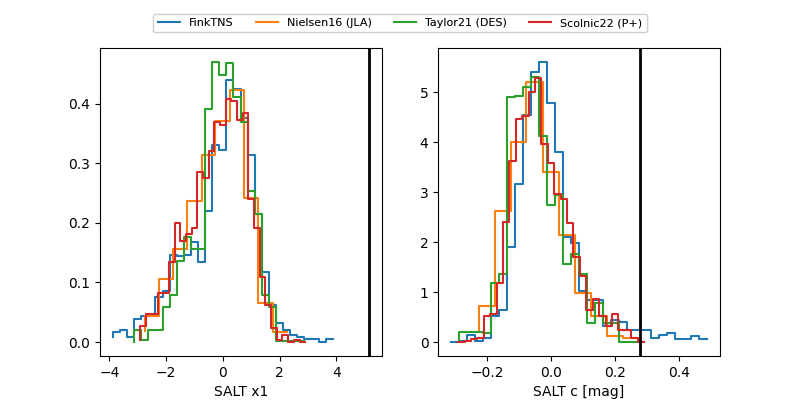 FinkTNS Nielsen16 (JLA) Taylor21 (DES) Scolnic22 (P+)
0.4
0.3
0.2
0.1
0.0
−4 −2 0 2 4
SALT x1
5
4
3
2
1
0
−0.2 0.0 0.2 0.4
SALT c [mag]